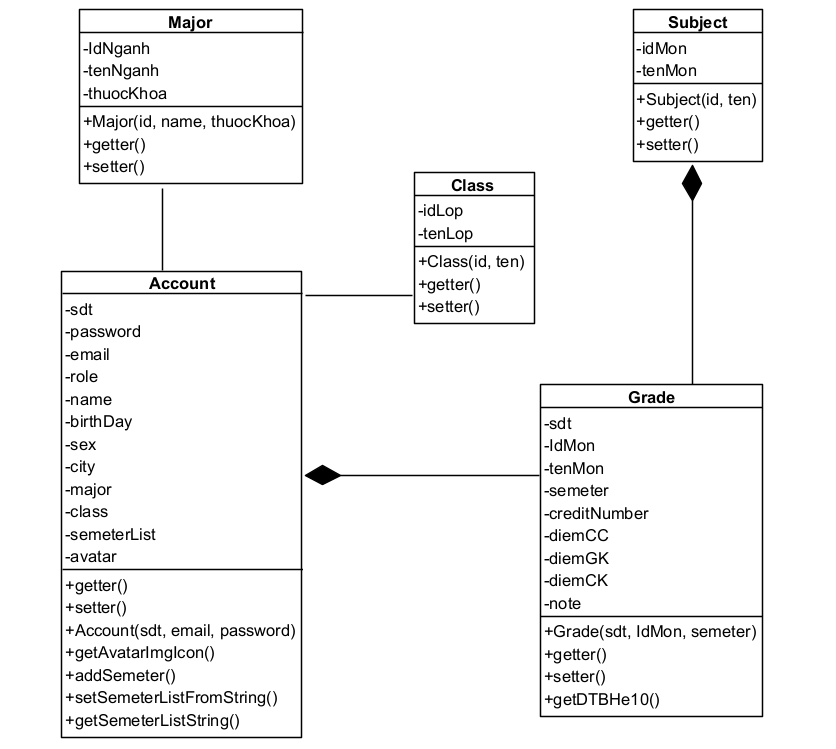 Major
-IdNganh
-tenNganh
-thuocKhoa
+Major(id, name, thuocKhoa)
+getter()
+setter()
Subject
-idMon
-tenMon
+Subject(id, ten)
+getter()
+setter()
Class
-idLop
-tenLop
+Class(id, ten)
+getter()
+setter()
Account
-sdt
-password
-email
-role
-name
-birthDay
-sex
-city
-major
-class
-semeterList
-avatar
+getter()
+setter()
+Account(sdt, email, password)
+getAvatarImgIcon()
+addSemeter()
+setSemeterListFromString()
+getSemeterListString()
Grade
-sdt
-IdMon
-tenMon
-semeter
-creditNumber
-diemCC
-diemGK
-diemCK
-note
+Grade(sdt, IdMon, semeter)
+getter()
+setter()
+getDTBHe10()